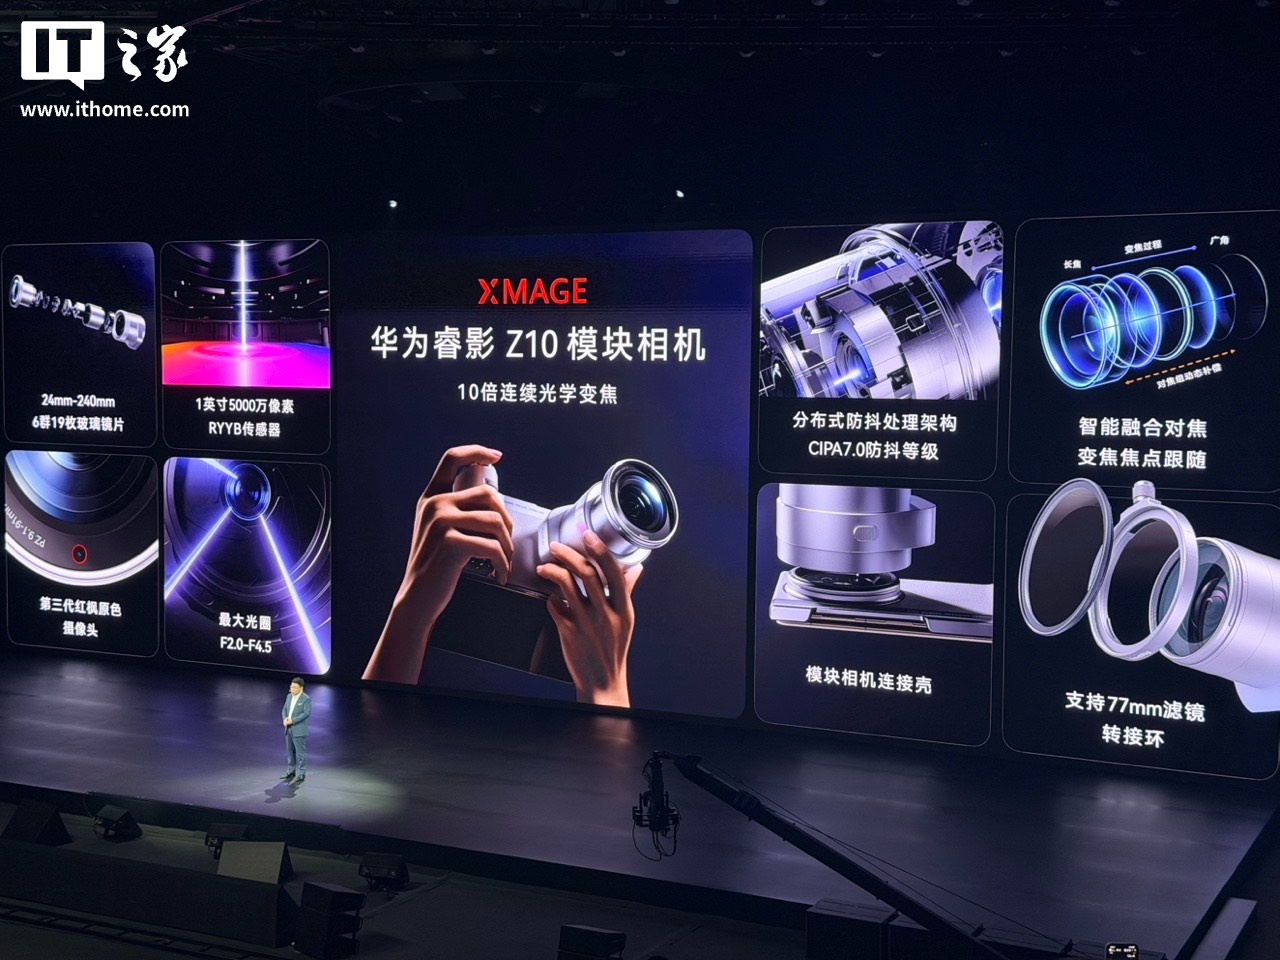 IT之家
www.ithome.com
24mm-240mm
6群19枚玻璃镜片
1英寸5000万像素
RYYB传感器
XMAGE
华为睿影 Z10 模块相机
10倍连续光学变焦
分布式防抖处理架构
CIPA7.0防抖等级
长焦
变焦过程
广角
对焦组动态补偿
智能融合对焦
变焦焦点跟随
PZ 9.1-91mm
第三代红枫原色
摄像头
最大光圈
F2.0-F4.5
模块相机连接壳
支持77mm滤镜
转接环